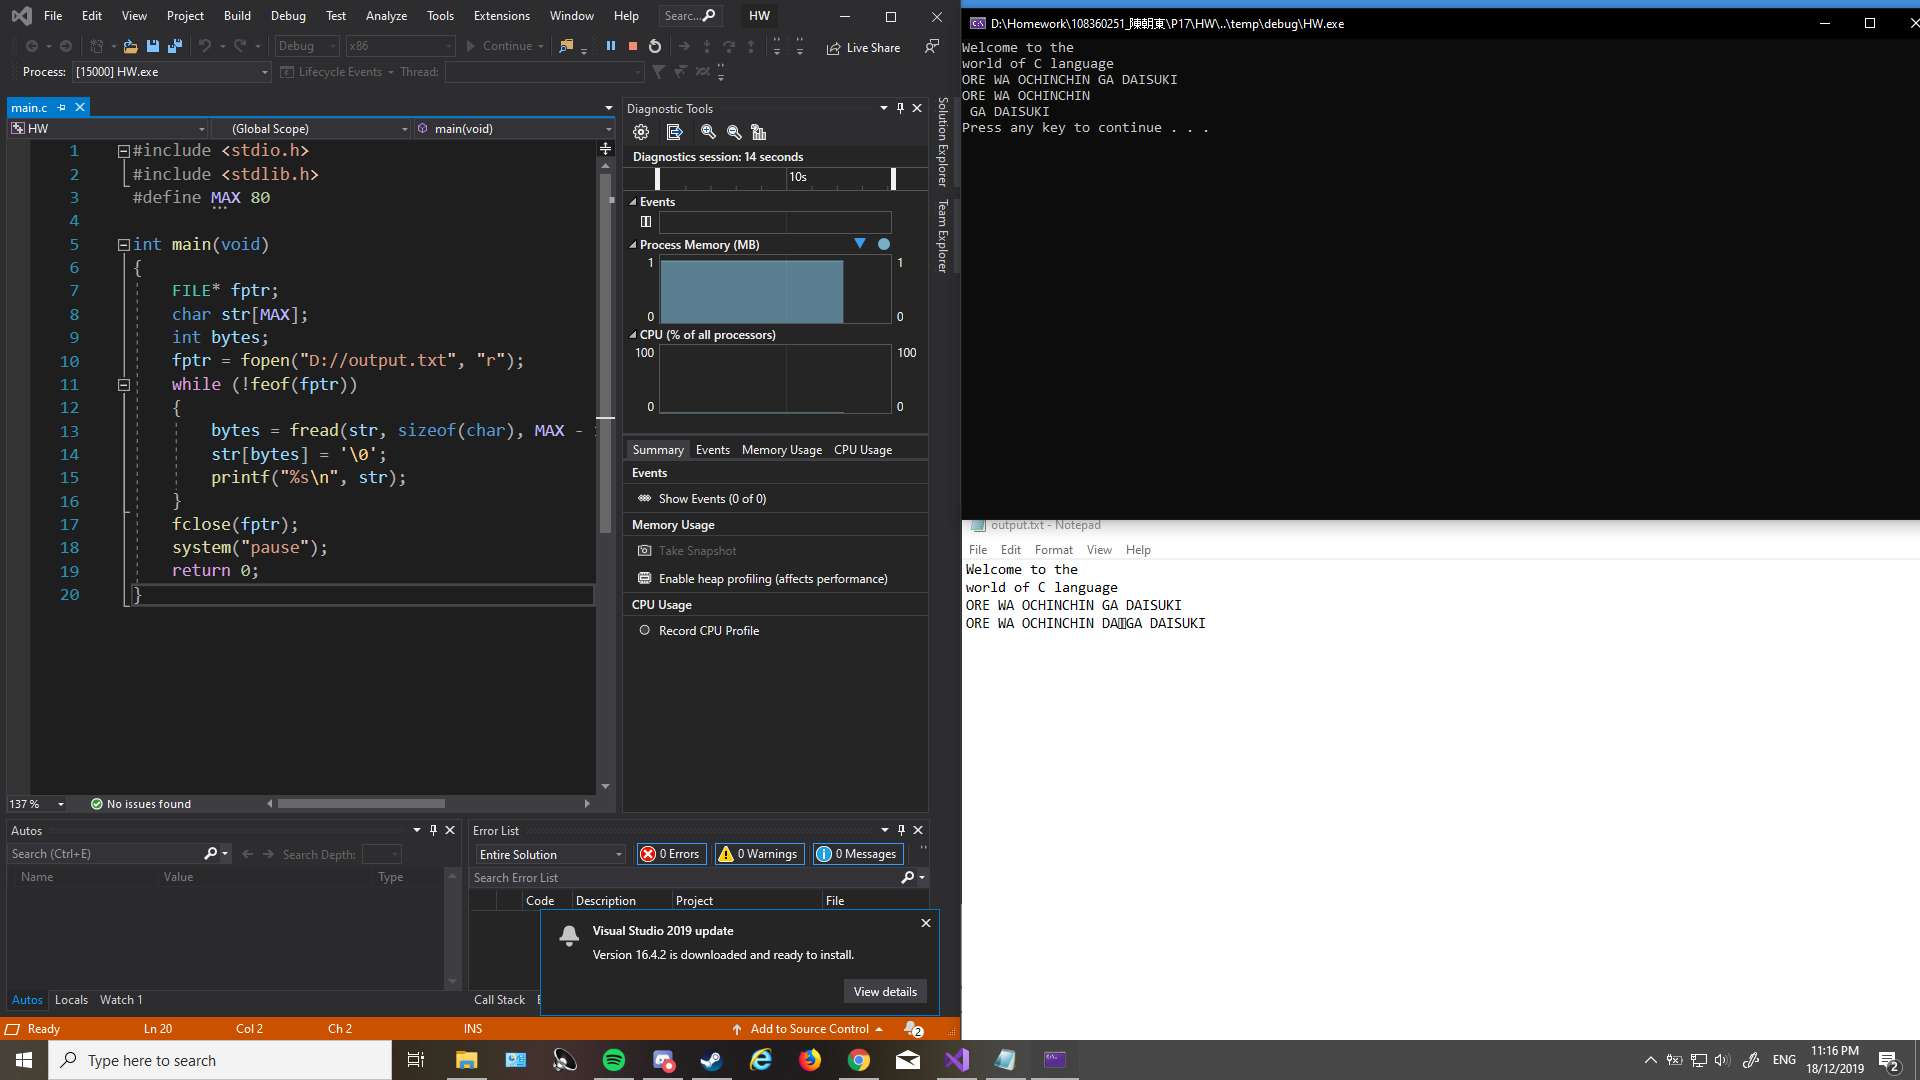 File Edit View Project Build Debug Test Analyze Tools Extensions Window Help Searc... HW
Debug x86 Continue Live Share
Process: [15000] HW.exe Lifecycle Events Thread:
main.c
HW (Global Scope) main(void)
1 #include <stdio.h>
2 #include <stdlib.h>
3 #define MAX 80
4
5 int main(void)
6 {
7 FILE* fptr;
8 char str[MAX];
9 int bytes;
10 fptr = fopen("D://output.txt", "r");
11 while (!feof(fptr))
12 {
13 bytes = fread(str, sizeof(char), MAX -
14 str[bytes] = '\0';
15 printf("%s\n", str);
16 }
17 fclose(fptr);
18 system("pause");
19 return 0;
20 }
137 % No issues found
Diagnostic Tools
Diagnostics session: 14 seconds
10s
Events
Process Memory (MB)
1 1
0 0
CPU (% of all processors)
100 100
0 0
Summary Events Memory Usage CPU Usage
Events
Show Events (0 of 0)
Memory Usage
Take Snapshot
Enable heap profiling (affects performance)
CPU Usage
Record CPU Profile
Solution Explorer
Team Explorer
Autos
Search (Ctrl+E) Search Depth:
Name Value Type
Autos Locals Watch 1
Error List
Entire Solution 0 Errors 0 Warnings 0 Messages
Search Error List
Code Description Project File
Visual Studio 2019 update
Version 16.4.2 is downloaded and ready to install.
View details
Call Stack
Ready Ln 20 Col 2 Ch 2 INS Add to Source Control 2
D:\Homework\108360251_陳朝東\P17\HW\..\temp\debug\HW.exe
Welcome to the
world of C language
ORE WA OCHINCHIN GA DAISUKI
ORE WA OCHINCHIN
GA DAISUKI
Press any key to continue . . .
output.txt - Notepad
File Edit Format View Help
Welcome to the
world of C language
ORE WA OCHINCHIN GA DAISUKI
ORE WA OCHINCHIN DA GA DAISUKI
Type here to search
ENG 11:16 PM
18/12/2019 2